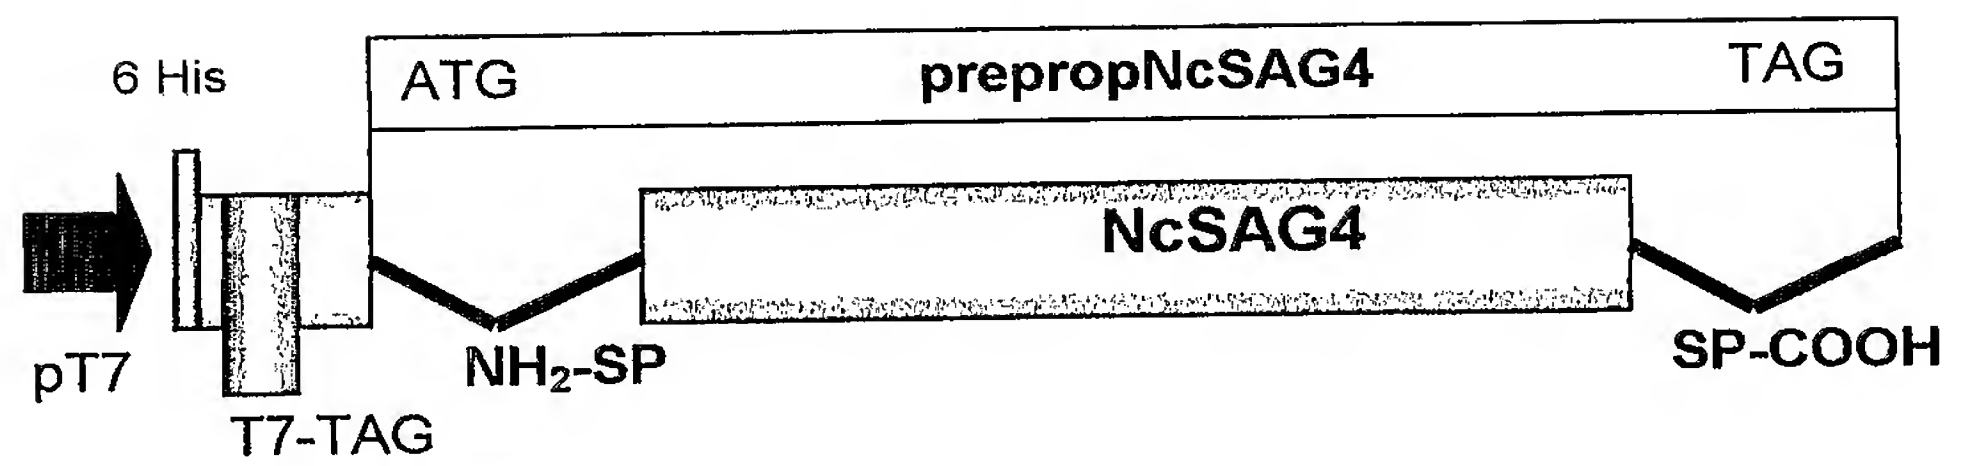 6 His
ATG
prepropNcSAG4
TAG
NcSAG4
pT7
NH₂-SP
SP-COOH
T7-TAG